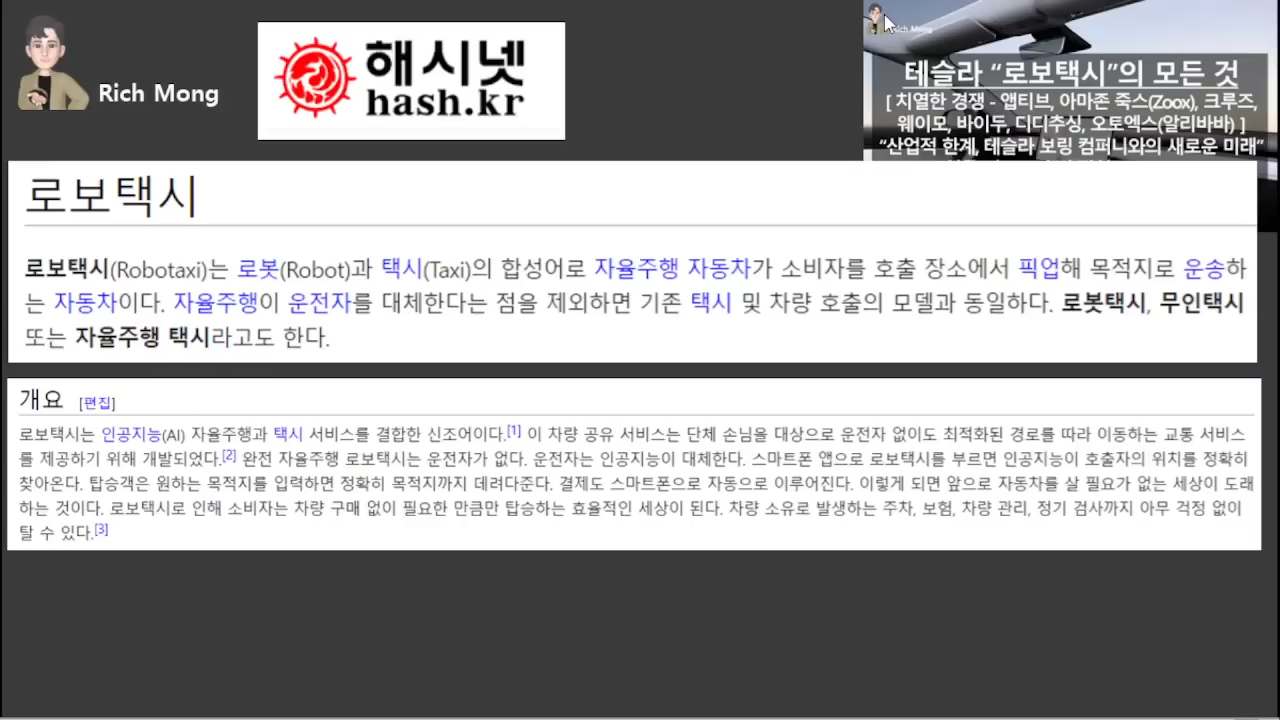 Rich Mong
해시넷
hash.kr
Rich Mong
테슬라 “로보택시”의 모든 것
[ 치열한 경쟁 - 앱티브, 아마존 죽스(Zoox), 크루즈,
웨이모, 바이두, 디디추싱, 오토엑스(알리바바) ]
“산업적 한계, 테슬라 보링 컴퍼니와의 새로운 미래”
로보택시
로보택시(Robotaxi)는 로봇(Robot)과 택시(Taxi)의 합성어로 자율주행 자동차가 소비자를 호출 장소에서 픽업해 목적지로 운송하
는 자동차이다. 자율주행이 운전자를 대체한다는 점을 제외하면 기존 택시 및 차량 호출의 모델과 동일하다. 로봇택시, 무인택시
또는 자율주행 택시라고도 한다.
개요 [편집]
로보택시는 인공지능(AI) 자율주행과 택시 서비스를 결합한 신조어이다.[1] 이 차량 공유 서비스는 단체 손님을 대상으로 운전자 없이도 최적화된 경로를 따라 이동하는 교통 서비스
를 제공하기 위해 개발되었다.[2] 완전 자율주행 로보택시는 운전자가 없다. 운전자는 인공지능이 대체한다. 스마트폰 앱으로 로보택시를 부르면 인공지능이 호출자의 위치를 정확히
찾아온다. 탑승객은 원하는 목적지를 입력하면 정확히 목적지까지 데려다준다. 결제도 스마트폰으로 자동으로 이루어진다. 이렇게 되면 앞으로 자동차를 살 필요가 없는 세상이 도래
하는 것이다. 로보택시로 인해 소비자는 차량 구매 없이 필요한 만큼만 탑승하는 효율적인 세상이 된다. 차량 소유로 발생하는 주차, 보험, 차량 관리, 정기 검사까지 아무 걱정 없이
탈 수 있다.[3]